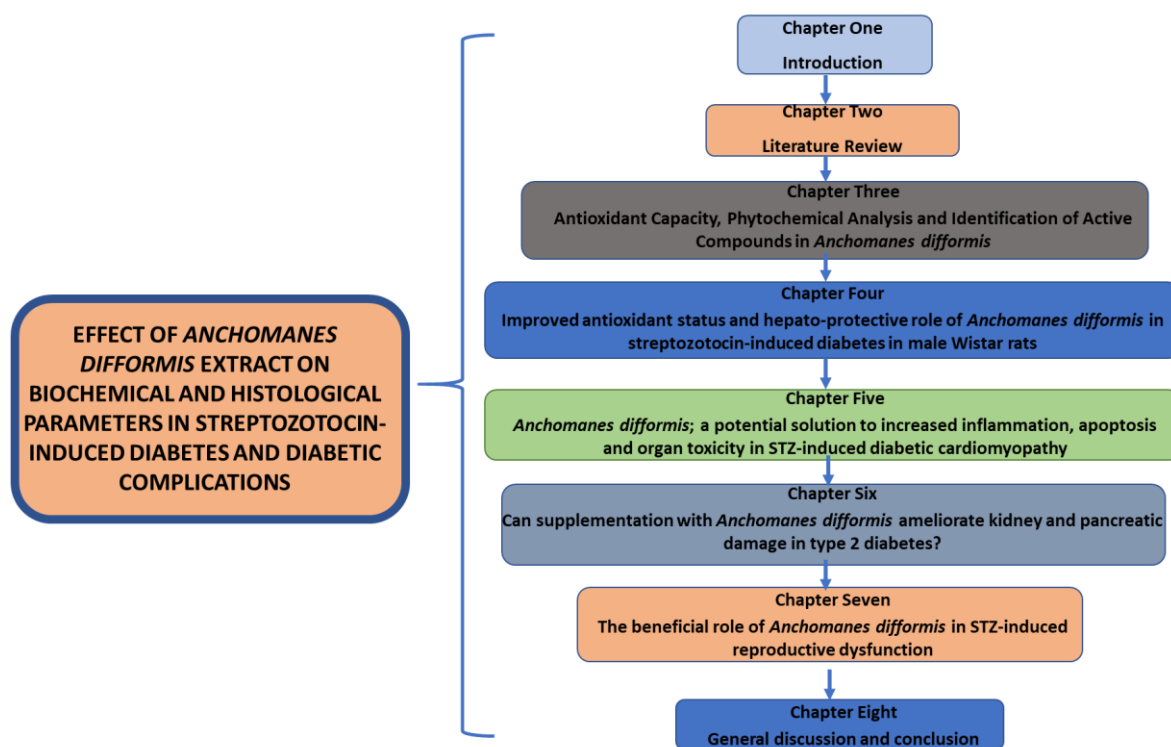 EFFECT OF ANCHOMANES
DIFFORMIS EXTRACT ON
BIOCHEMICAL AND HISTOLOGICAL
PARAMETERS IN STREPTOZOTOCIN-
INDUCED DIABETES AND DIABETIC
COMPLICATIONS
Chapter One
Introduction
Chapter Two
Literature Review
Chapter Three
Antioxidant Capacity, Phytochemical Analysis and Identification of Active
Compounds in Anchomanes difformis
Chapter Four
Improved antioxidant status and hepato-protective role of Anchomanes difformis in
streptozotocin-induced diabetes in male Wistar rats
Chapter Five
Anchomanes difformis; a potential solution to increased inflammation, apoptosis
and organ toxicity in STZ-induced diabetic cardiomyopathy
Chapter Six
Can supplementation with Anchomanes difformis ameliorate kidney and pancreatic
damage in type 2 diabetes?
Chapter Seven
The beneficial role of Anchomanes difformis in STZ-induced
reproductive dysfunction
Chapter Eight
General discussion and conclusion